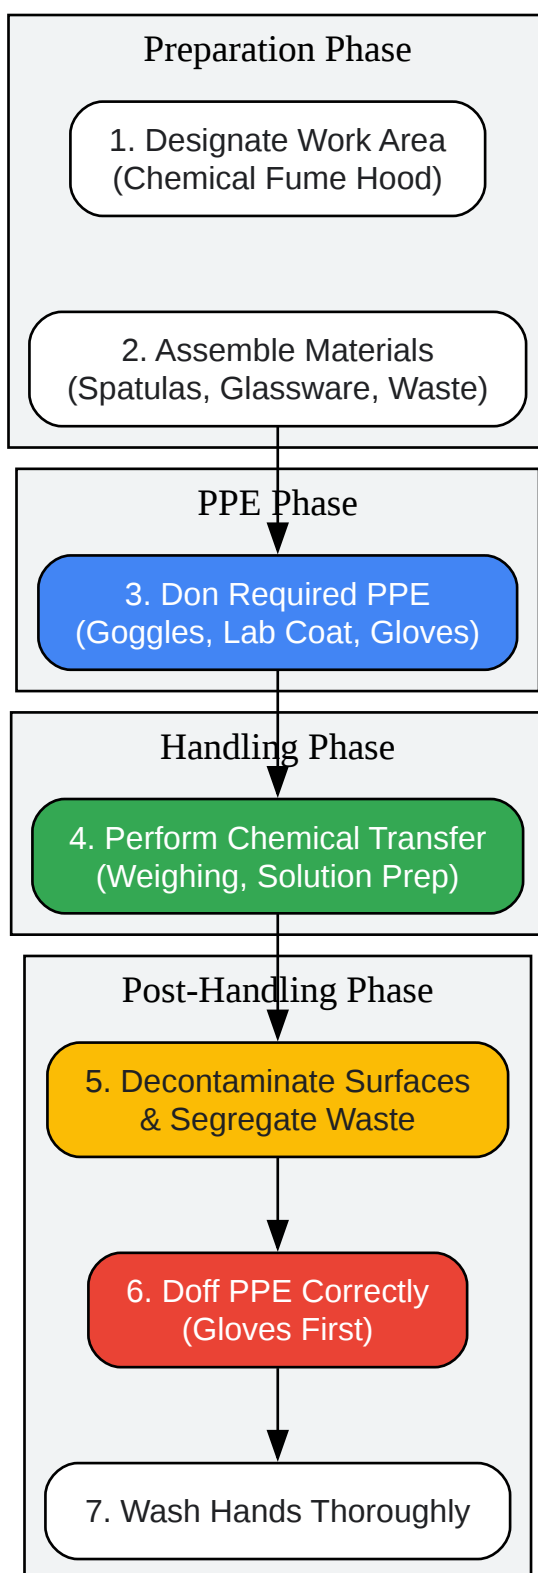 Preparation Phase
1. Designate Work Area
(Chemical Fume Hood)
2. Assemble Materials
(Spatulas, Glassware, Waste)
PPE Phase
3. Don Required PPE
(Goggles, Lab Coat, Gloves)
Handling Phase
4. Perform Chemical Transfer
(Weighing, Solution Prep)
Post-Handling Phase
5. Decontaminate Surfaces
& Segregate Waste
6. Doff PPE Correctly
(Gloves First)
7. Wash Hands Thoroughly